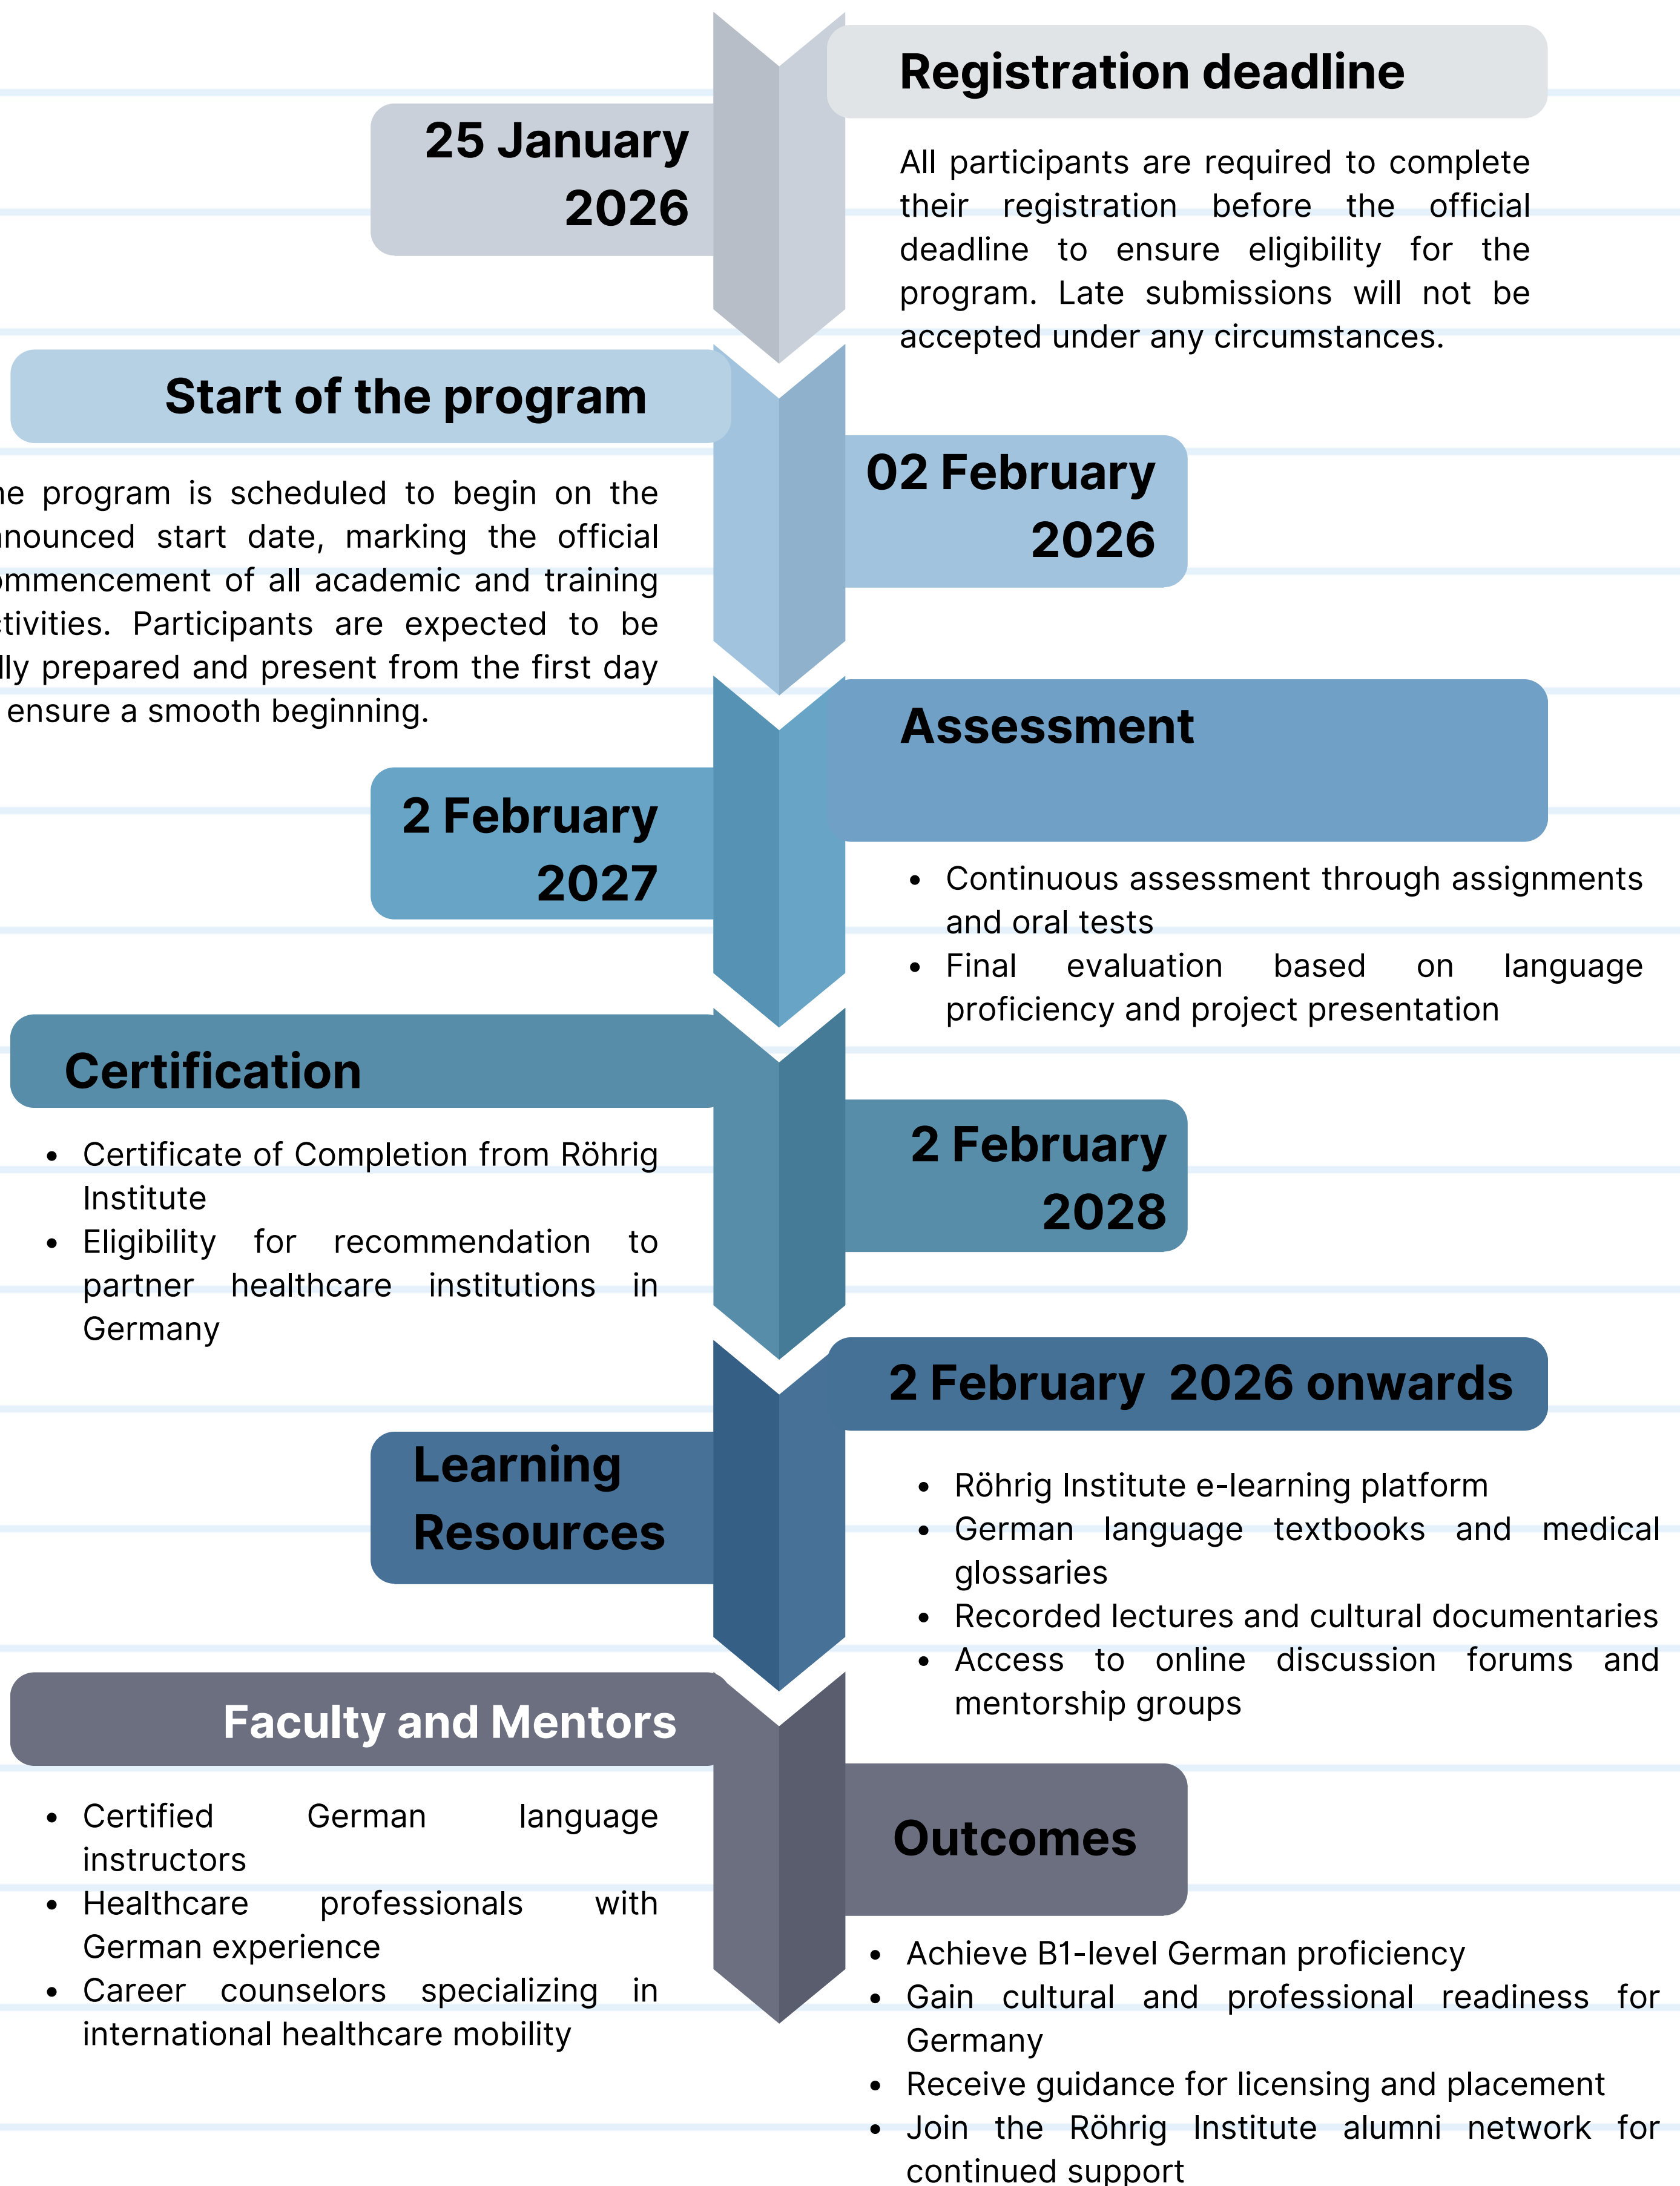 Registration deadline
25 January
2026
All participants are required to complete
their registration before the official
deadline to ensure eligibility for the
program. Late submissions will not be
accepted under any circumstances.
Start of the program
02 February
2026
he program is scheduled to begin on the
nnounced start date, marking the official
ommencement of all academic and training
tivities. Participants are expected to be
lly prepared and present from the first day
ensure a smooth beginning.
Assessment
2 February
2027
• Continuous assessment through assignments
and oral tests
• Final evaluation based on language
proficiency and project presentation
Certification
2 February
2028
• Certificate of Completion from Röhrig
Institute
• Eligibility for recommendation to
partner healthcare institutions in
Germany
2 February 2026 onwards
Learning
Resources
• Röhrig Institute e-learning platform
• German language textbooks and medical
glossaries
• Recorded lectures and cultural documentaries
• Access to online discussion forums and
mentorship groups
Faculty and Mentors
• Certified German language
instructors
• Healthcare professionals with
German experience
• Career counselors specializing in
international healthcare mobility
Outcomes
• Achieve B1-level German proficiency
• Gain cultural and professional readiness for
Germany
• Receive guidance for licensing and placement
• Join the Röhrig Institute alumni network for
continued support